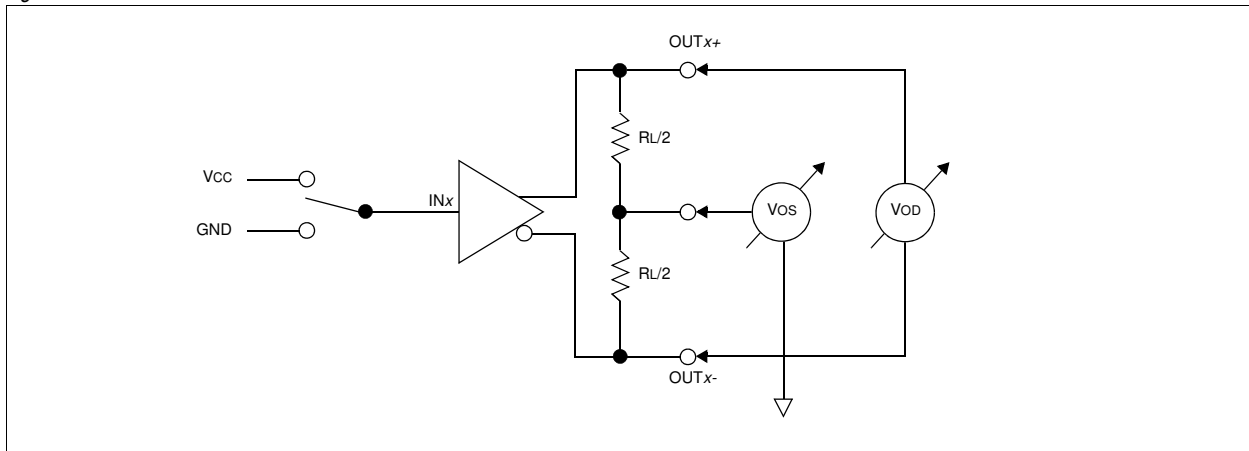 OUTx+
RL/2
VCC
INx
VOS
VOD
GND
RL/2
OUTx-